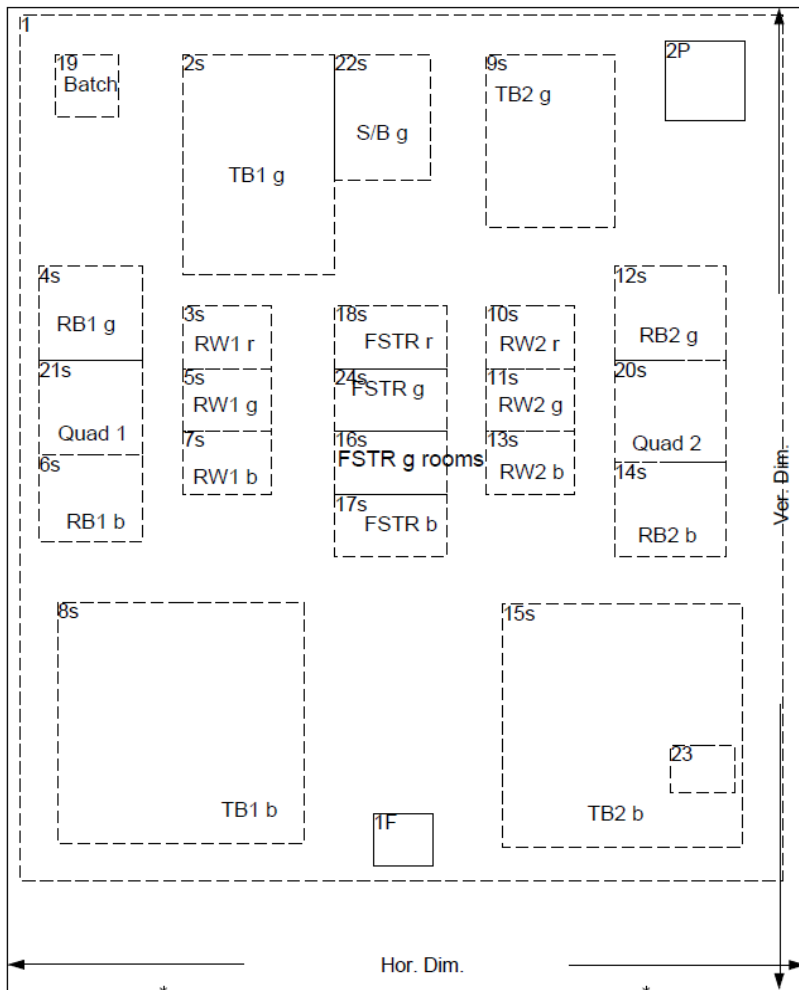 1
19
Batch
2s
TB1 g
22s
S/B g
9s
TB2 g
2P
4s
RB1 g
3s
RW1 r
18s
FSTR r
10s
RW2 r
12s
RB2 g
21s
Quad 1
5s
RW1 g
24s
FSTR g
11s
RW2 g
20s
Quad 2
6s
RB1 b
7s
RW1 b
16s
FSTR g rooms
13s
RW2 b
14s
RB2 b
17s
FSTR b
Ver. Dim.
8s
TB1 b
15s
TB2 b
23
1F
Hor. Dim.
*
*